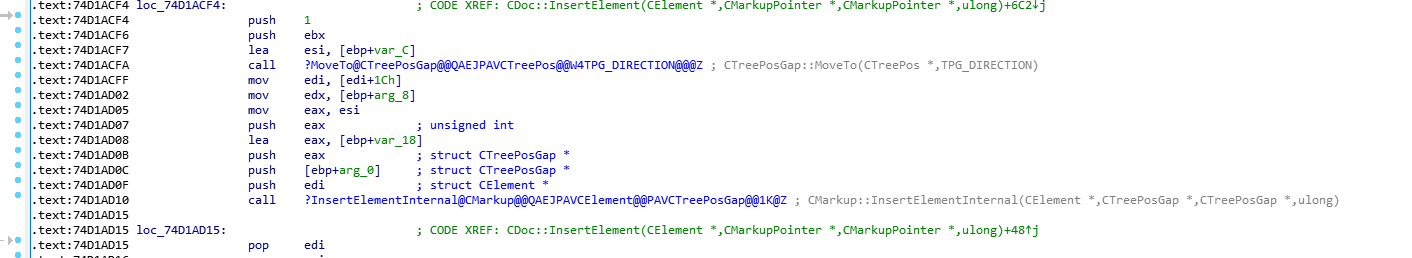 .text:74D1ACF4 loc_74D1ACF4: ; CODE XREF: CDoc::InsertElement(CElement *,CMarkupPointer *,CMarkupPointer *,ulong)+6C2↓j
.text:74D1ACF4 push 1
.text:74D1ACF6 push ebx
.text:74D1ACF7 lea esi, [ebp+var_C]
.text:74D1ACFA call ?MoveTo@CTreePosGap@@QAEJPAVCTreePos@@W4TPG_DIRECTION@@@Z ; CTreePosGap::MoveTo(CTreePos *,TPG_DIRECTION)
.text:74D1ACFF mov edi, [edi+1Ch]
.text:74D1AD02 mov edx, [ebp+arg_8]
.text:74D1AD05 mov eax, esi
.text:74D1AD07 push eax ; unsigned int
.text:74D1AD08 lea eax, [ebp+var_18]
.text:74D1AD0B push eax ; struct CTreePosGap *
.text:74D1AD0C push [ebp+arg_0] ; struct CTreePosGap *
.text:74D1AD0F push edi ; struct CElement *
.text:74D1AD10 call ?InsertElementInternal@CMarkup@@QAEJPAVCElement@@PAVCTreePosGap@@1K@Z ; CMarkup::InsertElementInternal(CElement *,CTreePosGap *,CTreePosGap *,ulong)
.text:74D1AD15
.text:74D1AD15 loc_74D1AD15: ; CODE XREF: CDoc::InsertElement(CElement *,CMarkupPointer *,CMarkupPointer *,ulong)+48↑j
.text:74D1AD15 pop edi